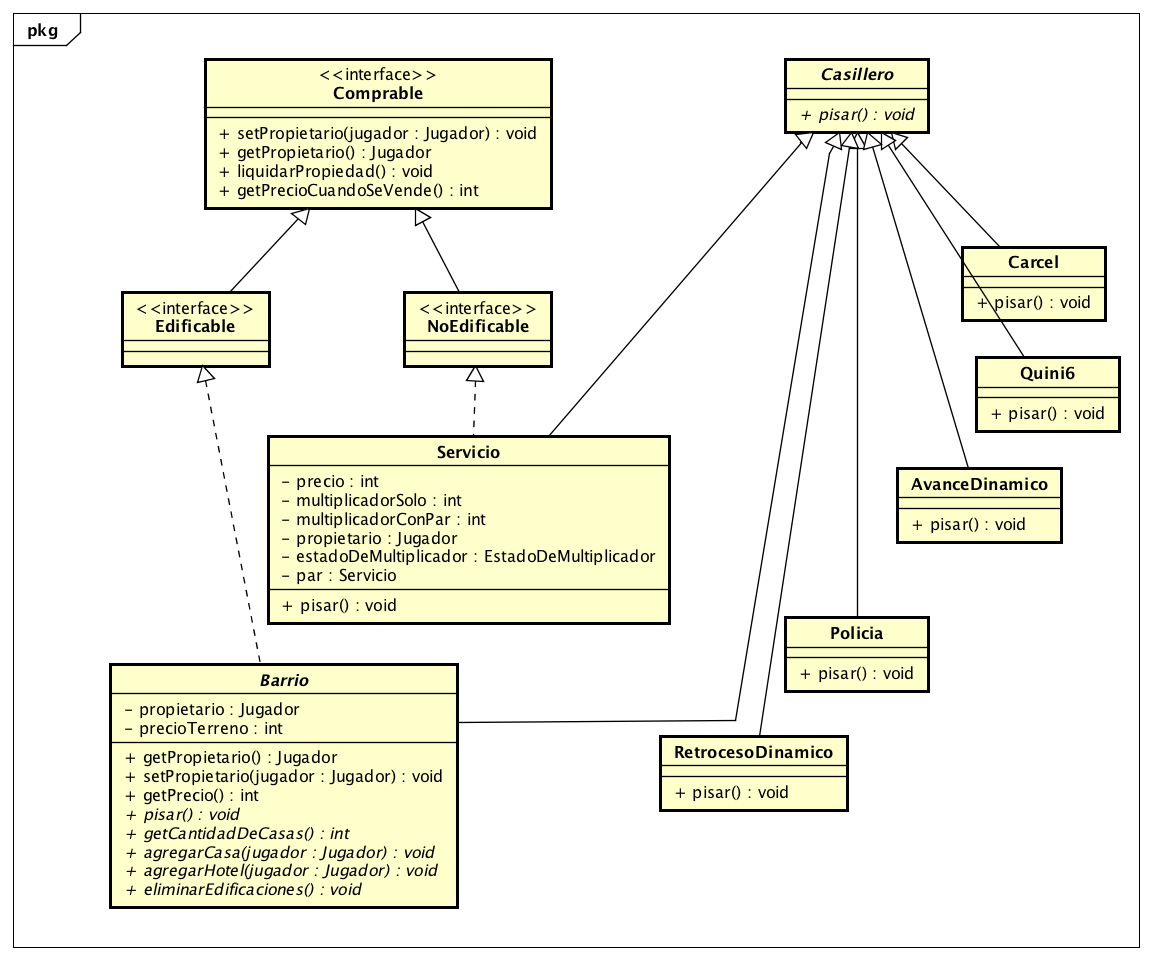 pkg
<<interface>>
Comprable
+ setPropietario(jugador : Jugador) : void
+ getPropietario() : Jugador
+ liquidarPropiedad() : void
+ getPrecioCuandoSeVende() : int
Casillero
+ pisar() : void
Carcel
+ pisar() : void
<<interface>>
Edificable
<<interface>>
NoEdificable
Quini6
+ pisar() : void
Servicio
- precio : int
- multiplicadorSolo : int
- multiplicadorConPar : int
- propietario : Jugador
- estadoDeMultiplicador : EstadoDeMultiplicador
- par : Servicio
+ pisar() : void
AvanceDinamico
+ pisar() : void
Policia
+ pisar() : void
Barrio
- propietario : Jugador
- precioTerreno : int
+ getPropietario() : Jugador
+ setPropietario(jugador : Jugador) : void
+ getPrecio() : int
+ pisar() : void
+ getCantidadDeCasas() : int
+ agregarCasa(jugador : Jugador) : void
+ agregarHotel(jugador : Jugador) : void
+ eliminarEdificaciones() : void
RetrocesoDinamico
+ pisar() : void